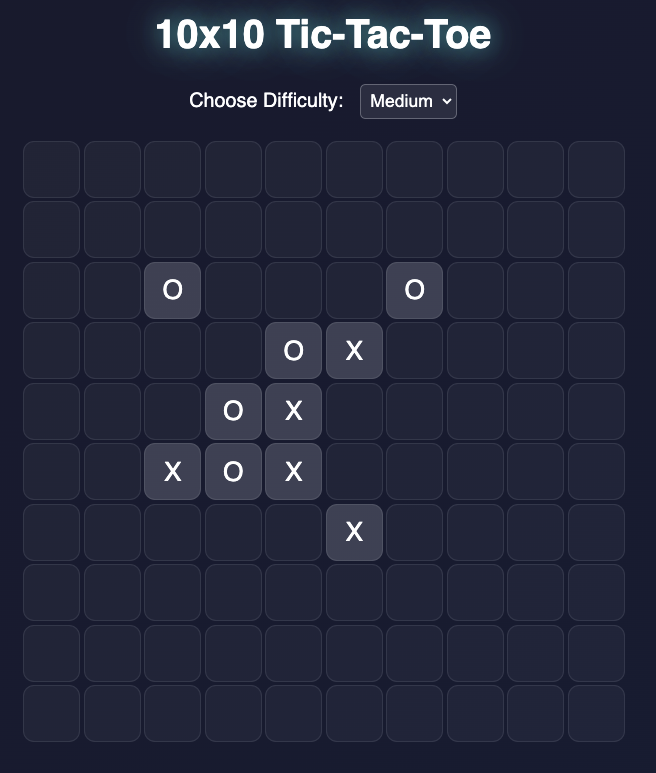 10x10 Tic-Tac-Toe
Choose Difficulty: Medium
O O
O X
O X
X O X
X